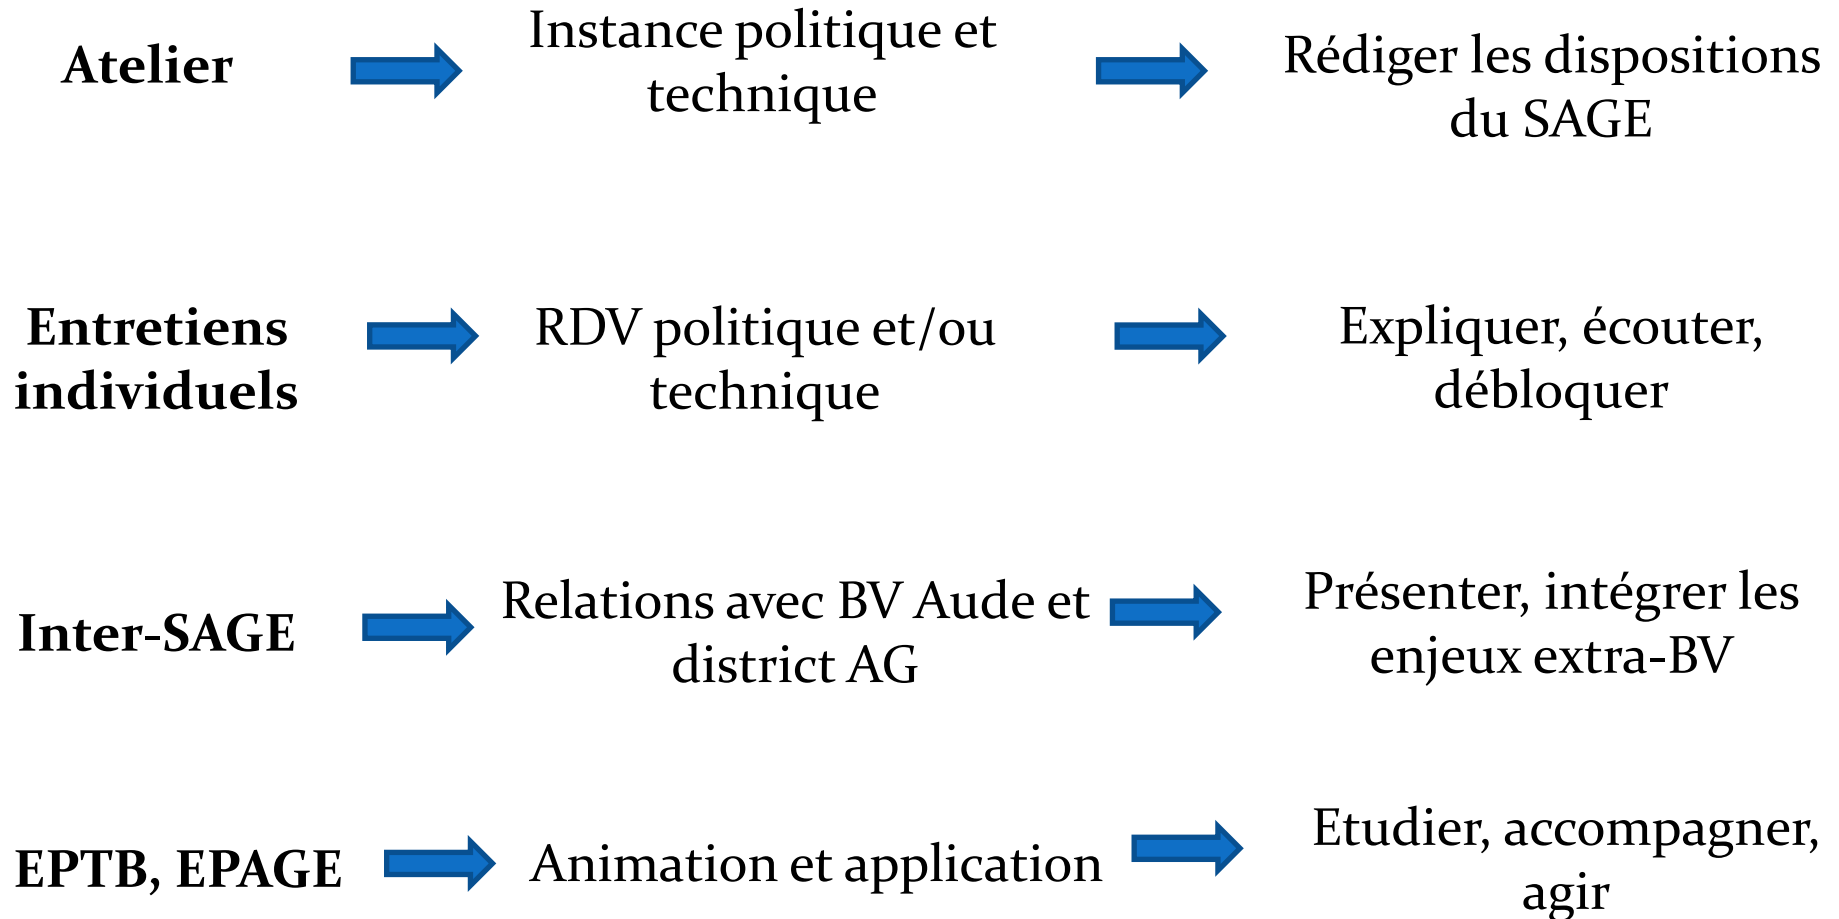 Atelier
Instance politique et
technique
Rédiger les dispositions
du SAGE
Entretiens
individuels
RDV politique et/ou
technique
Expliquer, écouter,
débloquer
Inter-SAGE
Relations avec BV Aude et
district AG
Présenter, intégrer les
enjeux extra-BV
EPTB, EPAGE
Animation et application
Etudier, accompagner,
agir